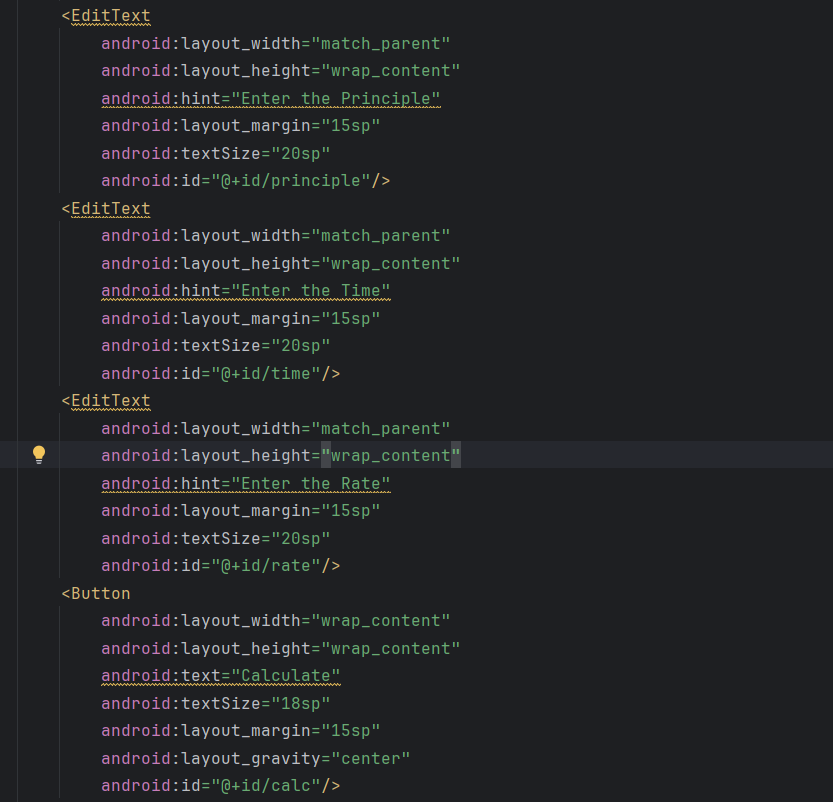 <EditText
android:layout_width="match_parent"
android:layout_height="wrap_content"
android:hint="Enter the Principle"
android:layout_margin="15sp"
android:textSize="20sp"
android:id="@+id/principle"/>
<EditText
android:layout_width="match_parent"
android:layout_height="wrap_content"
android:hint="Enter the Time"
android:layout_margin="15sp"
android:textSize="20sp"
android:id="@+id/time"/>
<EditText
android:layout_width="match_parent"
android:layout_height="wrap_content"
android:hint="Enter the Rate"
android:layout_margin="15sp"
android:textSize="20sp"
android:id="@+id/rate"/>
<Button
android:layout_width="wrap_content"
android:layout_height="wrap_content"
android:text="Calculate"
android:textSize="18sp"
android:layout_margin="15sp"
android:layout_gravity="center"
android:id="@+id/calc"/>